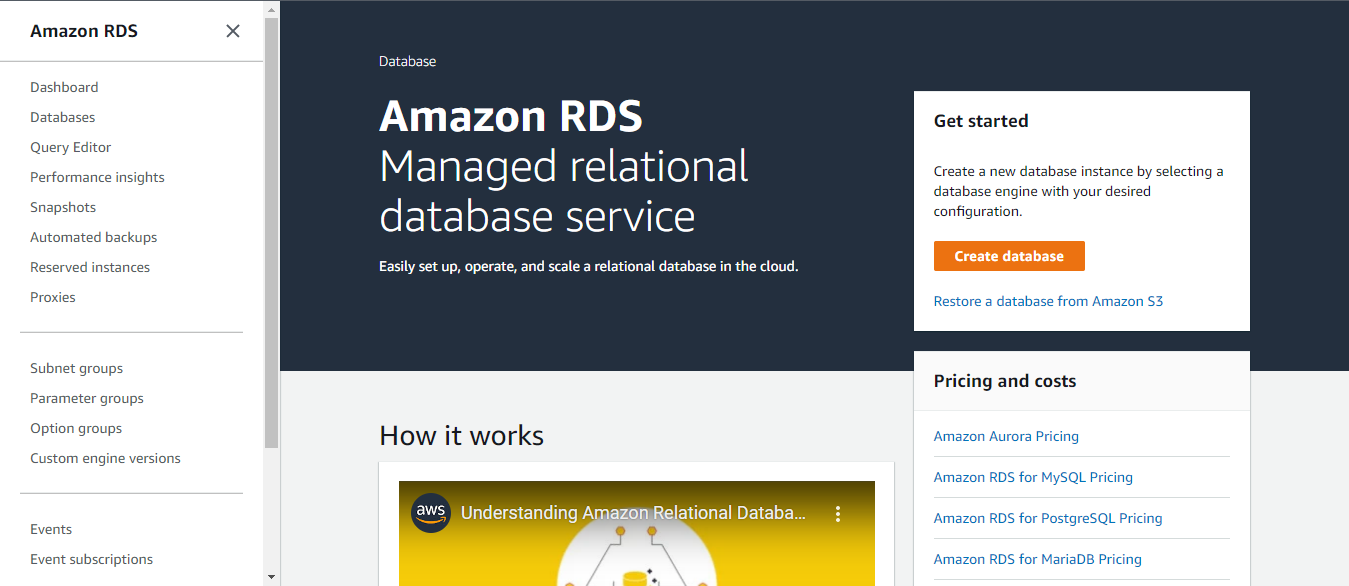 Amazon RDS
Dashboard
Databases
Query Editor
Performance insights
Snapshots
Automated backups
Reserved instances
Proxies
Subnet groups
Parameter groups
Option groups
Custom engine versions
Events
Event subscriptions
Database
Amazon RDS
Managed relational
database service
Easily set up, operate, and scale a relational database in the cloud.
How it works
aws
Understanding Amazon Relational Databa...
Get started
Create a new database instance by selecting a
database engine with your desired
configuration.
Create database
Restore a database from Amazon S3
Pricing and costs
Amazon Aurora Pricing
Amazon RDS for MySQL Pricing
Amazon RDS for PostgreSQL Pricing
Amazon RDS for MariaDB Pricing